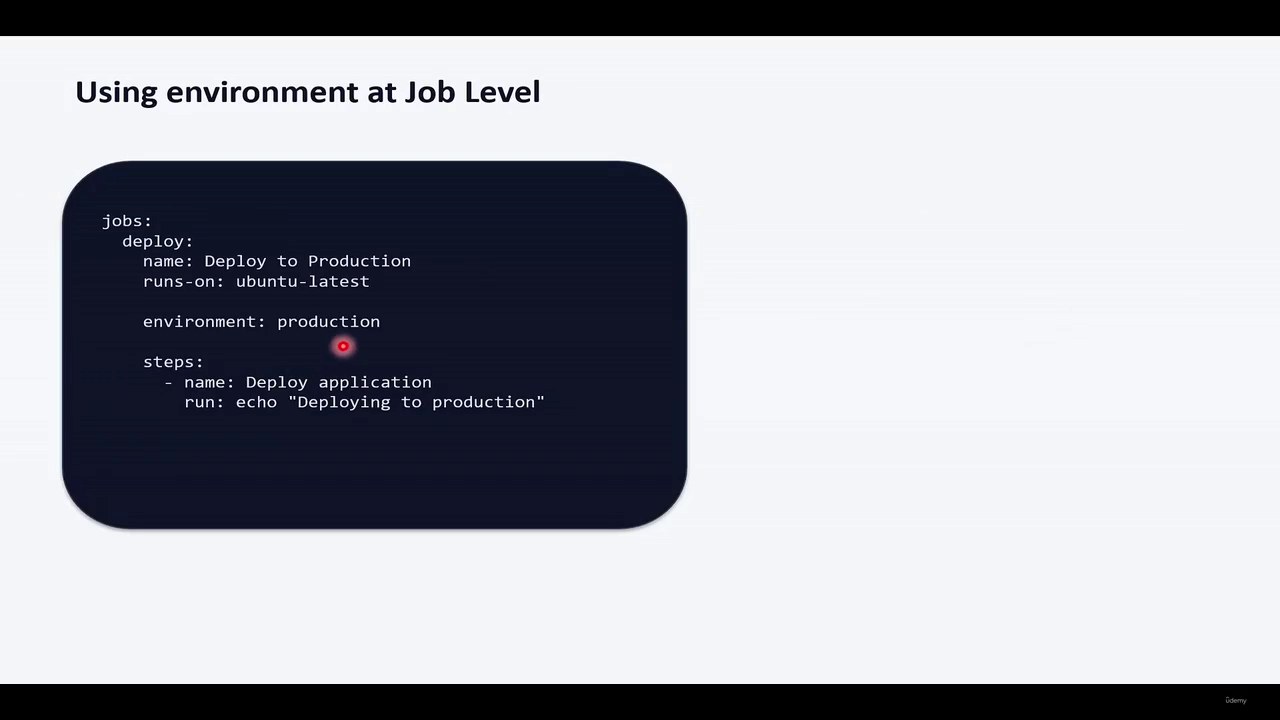 Using environment at Job Level
jobs:
  deploy:
    name: Deploy to Production
    runs-on: ubuntu-latest
    environment: production
    steps:
      - name: Deploy application
        run: echo "Deploying to production"
ûdemy